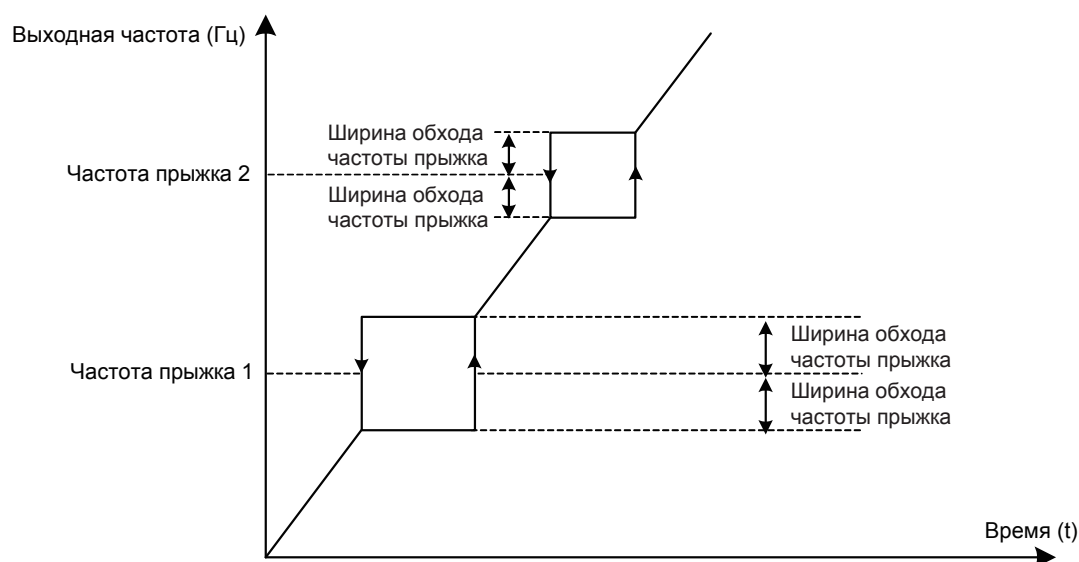 Выходная частота (Гц)
Ширина обхода
частоты прыжка
Частота прыжка 2
Ширина обхода
частоты прыжка
Ширина обхода
частоты прыжка
Частота прыжка 1
Ширина обхода
частоты прыжка
Время (t)